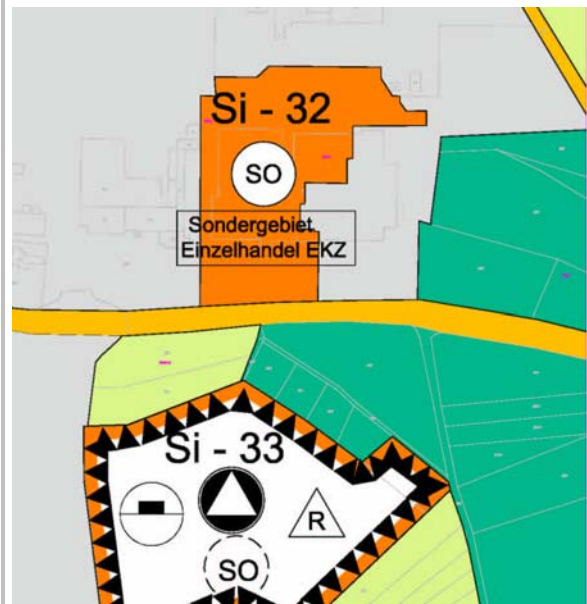 Si - 32
SO
Sondergebiet
Einzelhandel EKZ
Si - 33
R
SO